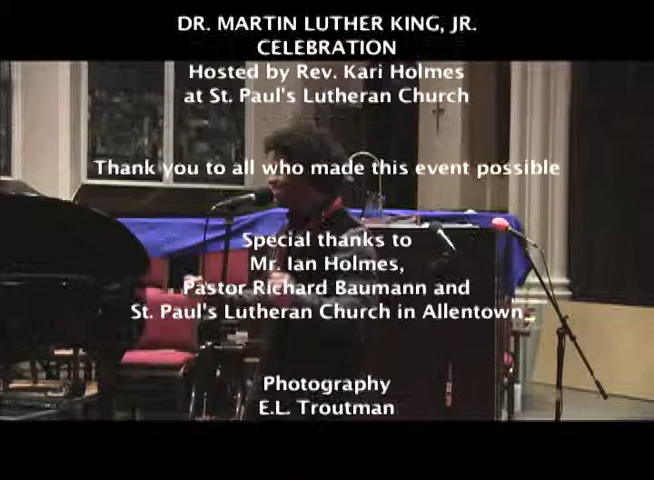 DR. MARTIN LUTHER KING, JR.
CELEBRATION
Hosted by Rev. Kari Holmes
at St. Paul's Lutheran Church
Thank you to all who made this event possible
Special thanks to
Mr. Ian Holmes,
Pastor Richard Baumann and
St. Paul's Lutheran Church in Allentown
Photography
E.L. Troutman